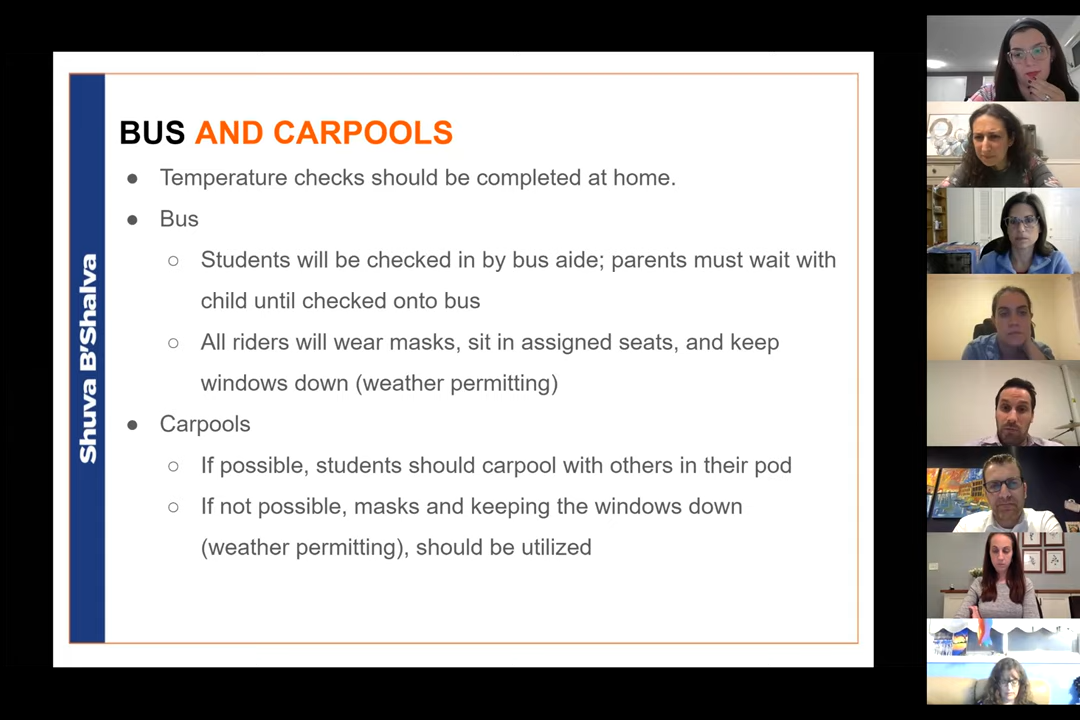 Shuva B'Shalva
BUS AND CARPOOLS
● Temperature checks should be completed at home.
● Bus
○ Students will be checked in by bus aide; parents must wait with
child until checked onto bus
○ All riders will wear masks, sit in assigned seats, and keep
windows down (weather permitting)
● Carpools
○ If possible, students should carpool with others in their pod
○ If not possible, masks and keeping the windows down
(weather permitting), should be utilized